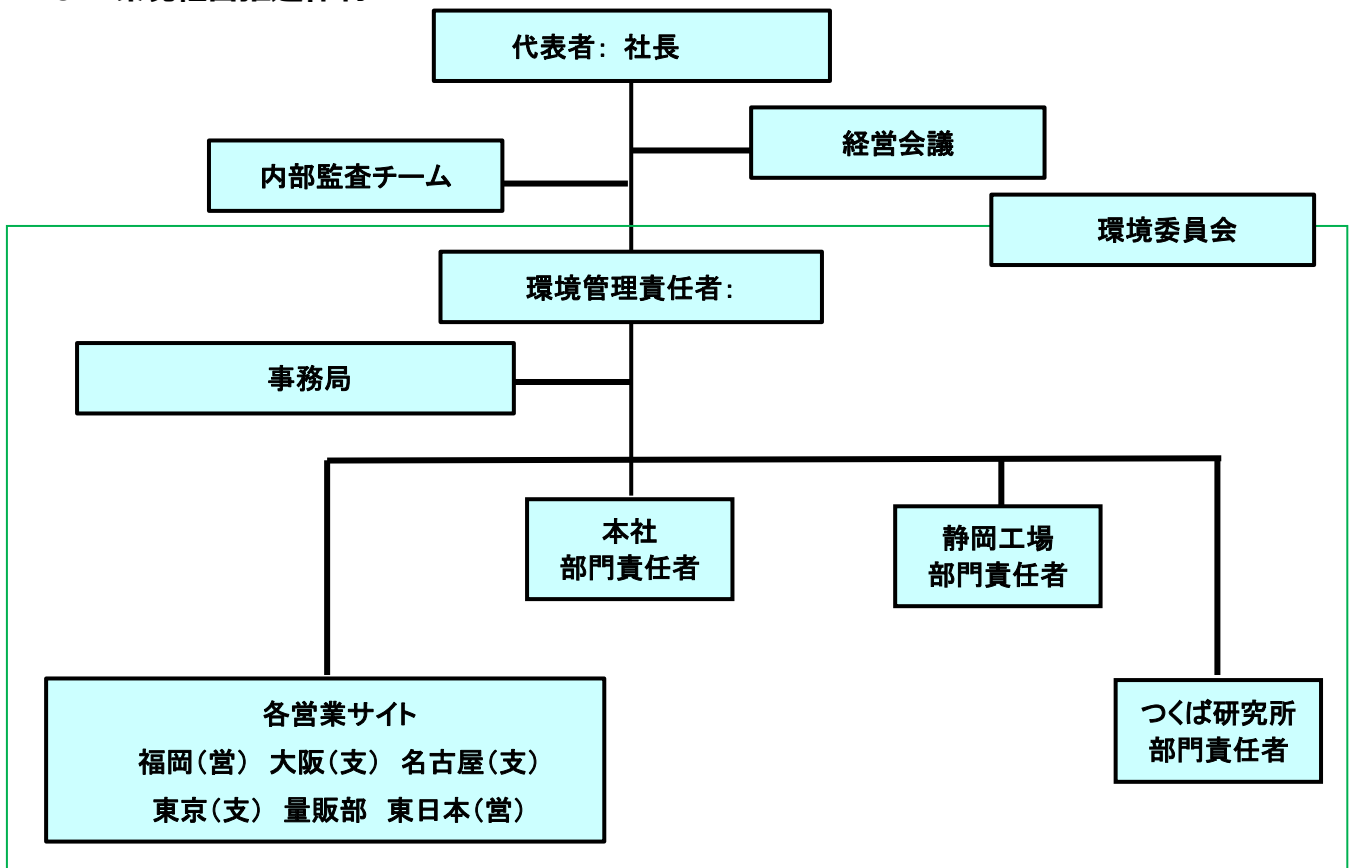 代表者: 社長
経営会議
内部監査チーム
環境委員会
環境管理責任者:
事務局
本社
部門責任者
静岡工場
部門責任者
各営業サイト
福岡(営) 大阪(支) 名古屋(支)
東京(支) 量販部 東日本(営)
つくば研究所
部門責任者